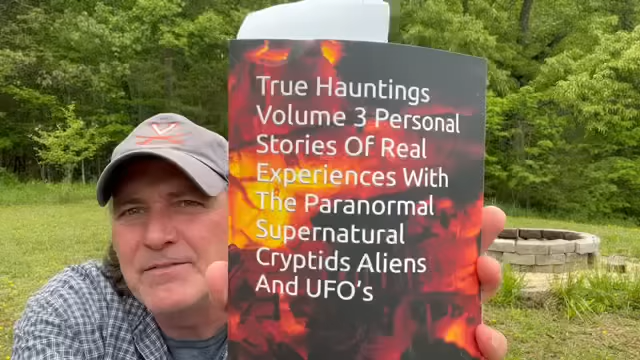 True Hauntings
Volume 3 Personal
Stories Of Real
Experiences With
The Paranormal
Supernatural
Cryptids Aliens
And UFO's